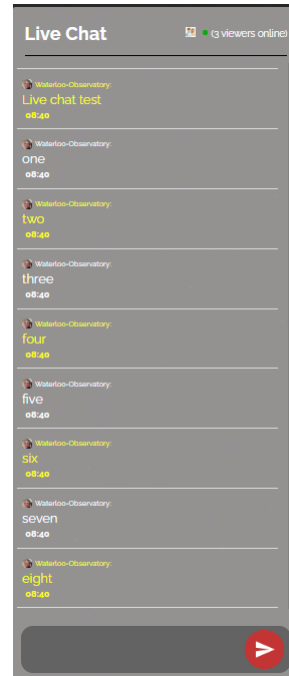 Live Chat
(3 viewers online)
Waterloo-Observatory:
Live chat test
08:40
Waterloo-Observatory:
one
08:40
Waterloo-Observatory:
two
08:40
Waterloo-Observatory:
three
08:40
Waterloo-Observatory:
four
08:40
Waterloo-Observatory:
five
08:40
Waterloo-Observatory:
six
08:40
Waterloo-Observatory:
seven
08:40
Waterloo-Observatory:
eight
08:40